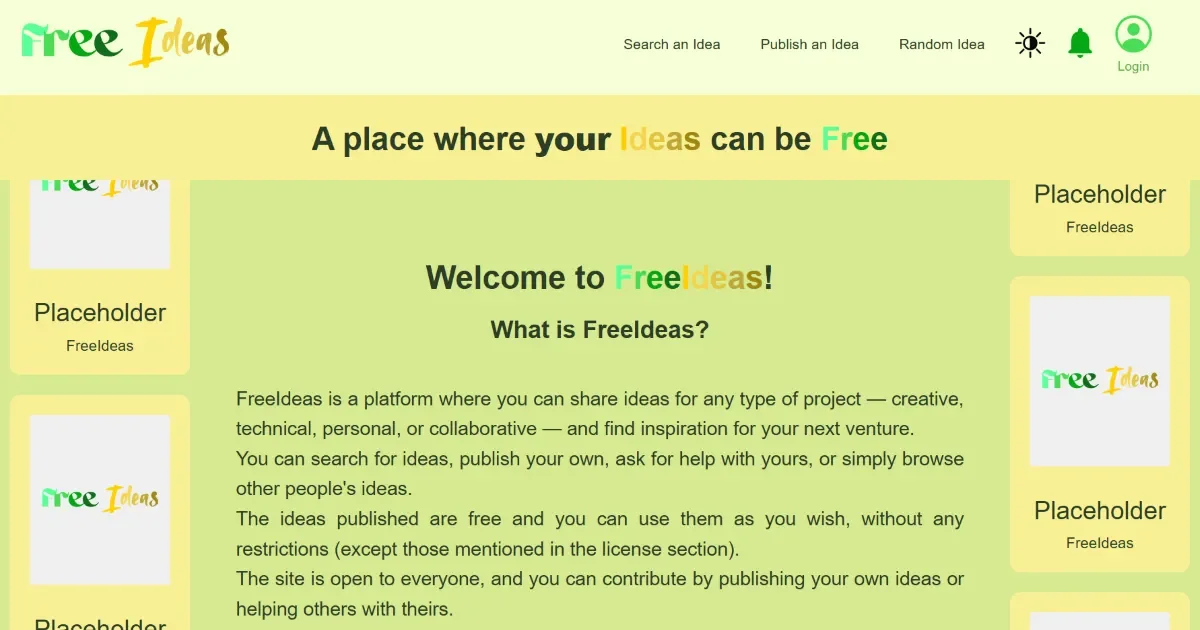 Free Ideas
Search an Idea
Publish an Idea
Random Idea
Login
A place where your Ideas can be Free
Free Ideas
Placeholder
FreeIdeas
Free Ideas
Placeholder
Welcome to FreeIdeas!
What is FreeIdeas?
FreeIdeas is a platform where you can share ideas for any type of project — creative,
technical, personal, or collaborative — and find inspiration for your next venture.
You can search for ideas, publish your own, ask for help with yours, or simply browse
other people's ideas.
The ideas published are free and you can use them as you wish, without any
restrictions (except those mentioned in the license section).
The site is open to everyone, and you can contribute by publishing your own ideas or
helping others with theirs.
Placeholder
FreeIdeas
Free Ideas
Placeholder
FreeIdeas